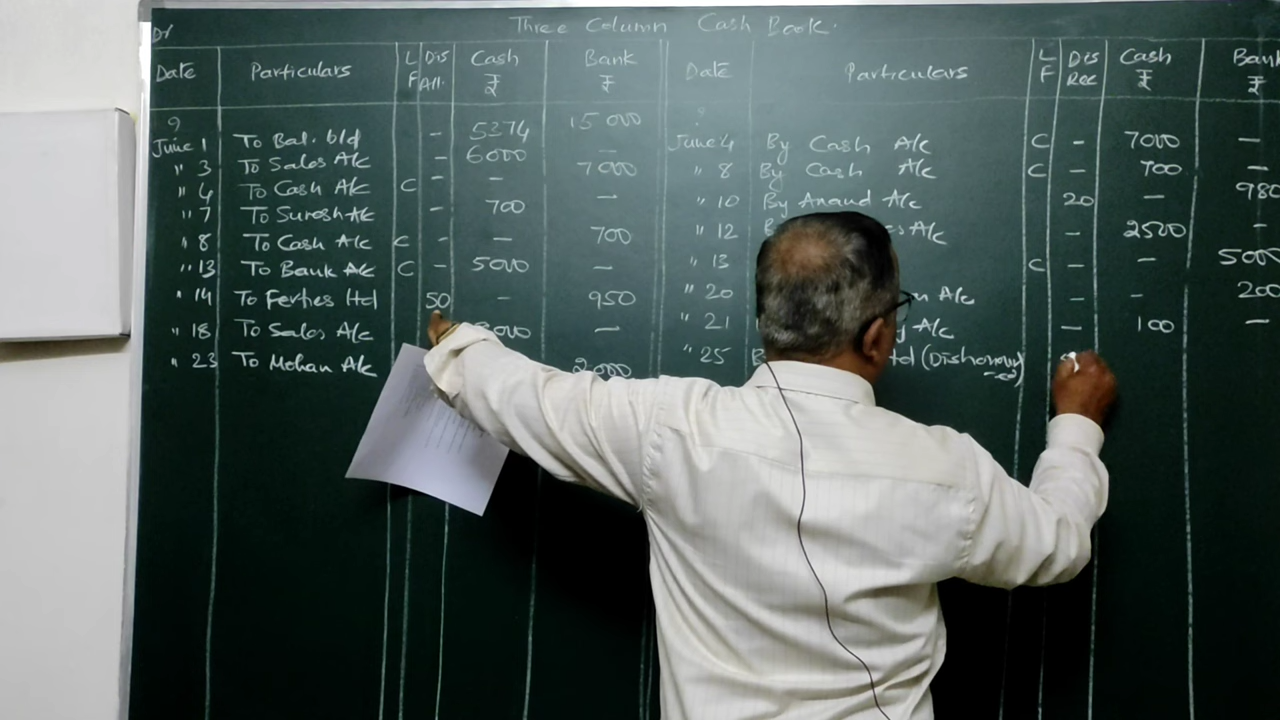 Three Column Cash Book.
Dr
Date Particulars L F Dis All. Cash ₹ Bank ₹ Date Particulars L F Dis Rec Cash ₹ Bank ₹
June 1 To Bal. b/d - 5374 15000 June 4 By Cash A/c C - 7000 —
" 3 To Sales A/c - 6000 — " 8 By Cash A/c C - 700 —
" 4 To Cash A/c C - — 7000 " 10 By Anand A/c 20 — 980
" 7 To Suresh A/c - 700 — " 12 A/c - 2500 —
" 8 To Cash A/c C - — 700 " 13 C — — 5000
" 13 To Bank A/c C - 5000 — " 20 A/c - - 200
" 14 To 50 - 950 " 21 A/c — 100 —
" 18 To Sales A/c — " 25 (Dishonour
" 23 To Mohan A/c 2000